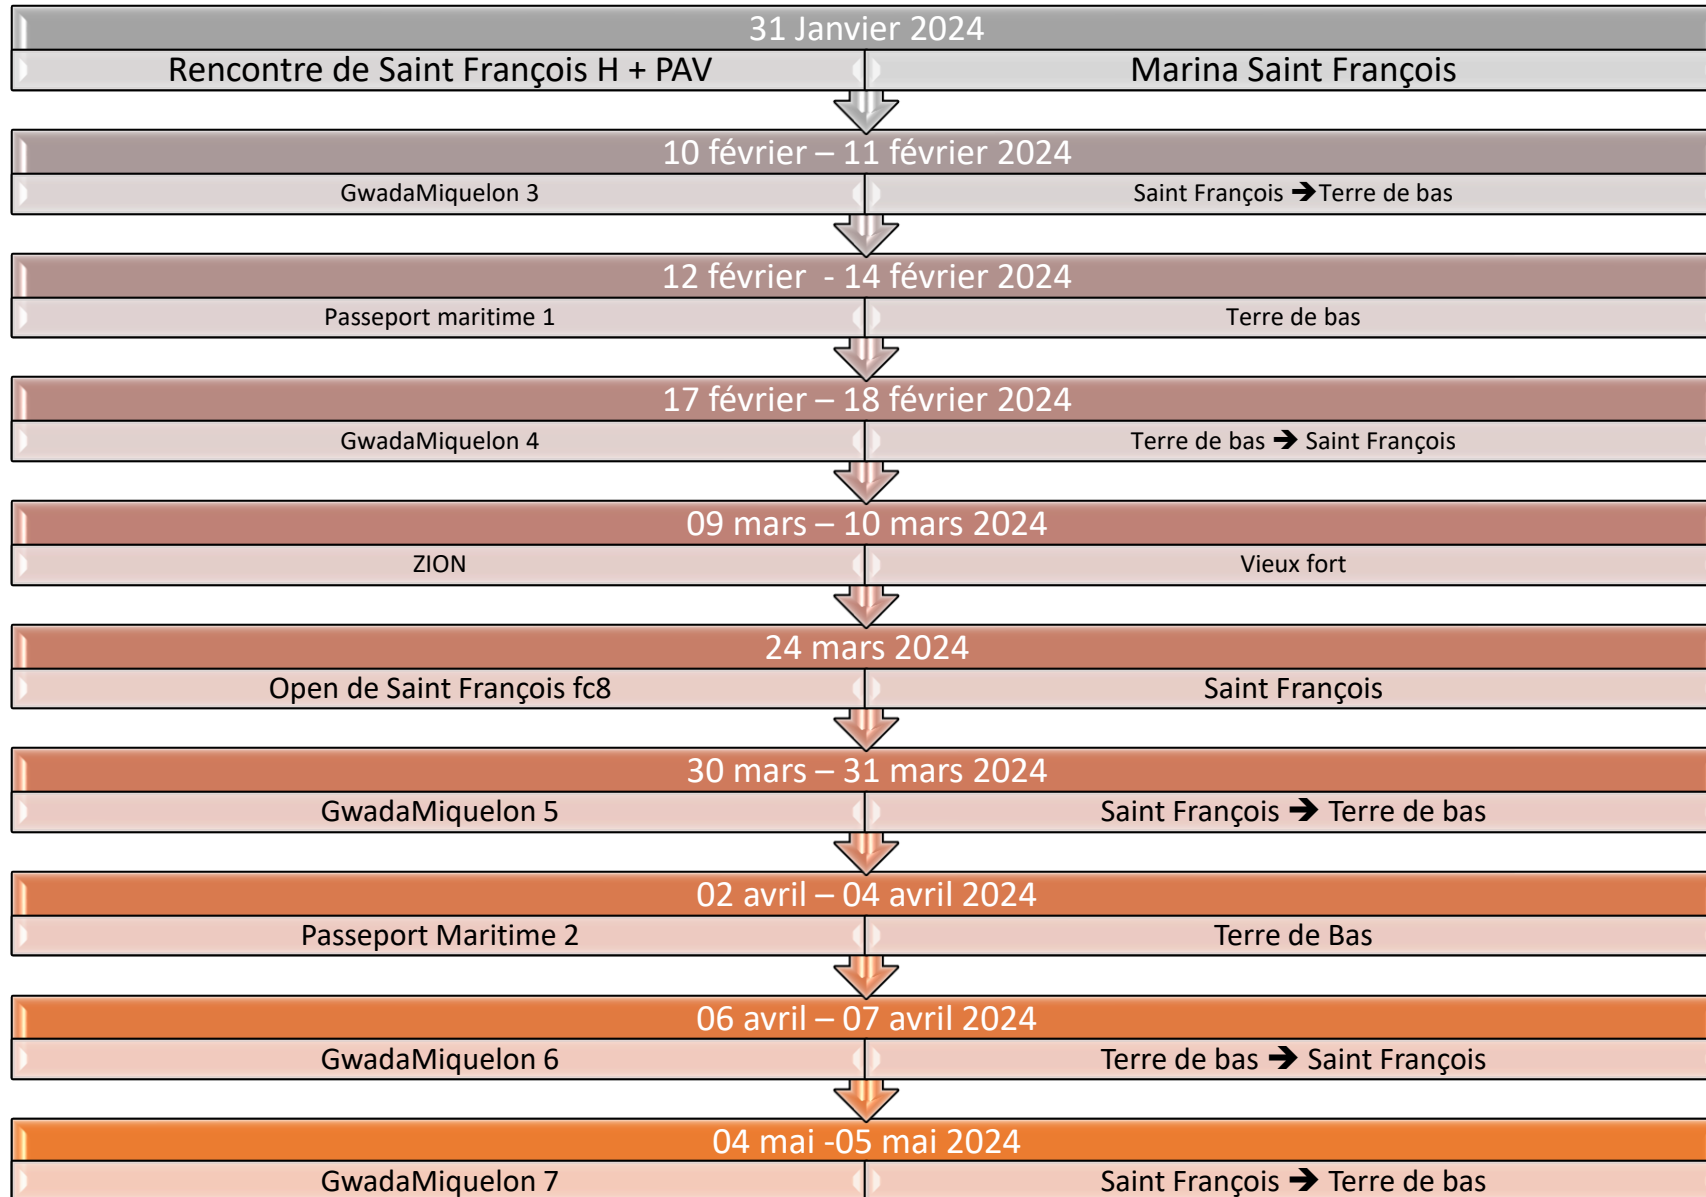 31 Janvier 2024
Rencontre de Saint François H + PAV
Marina Saint François
10 février – 11 février 2024
GwadaMiquelon 3
Saint François ➔Terre de bas
12 février  - 14 février 2024
Passeport maritime 1
Terre de bas
17 février – 18 février 2024
GwadaMiquelon 4
Terre de bas ➔ Saint François
09 mars – 10 mars 2024
ZION
Vieux fort
24 mars 2024
Open de Saint François fc8
Saint François
30 mars – 31 mars 2024
GwadaMiquelon 5
Saint François ➔ Terre de bas
02 avril – 04 avril 2024
Passeport Maritime 2
Terre de Bas
06 avril – 07 avril 2024
GwadaMiquelon 6
Terre de bas ➔ Saint François
04 mai -05 mai 2024
GwadaMiquelon 7
Saint François ➔ Terre de bas